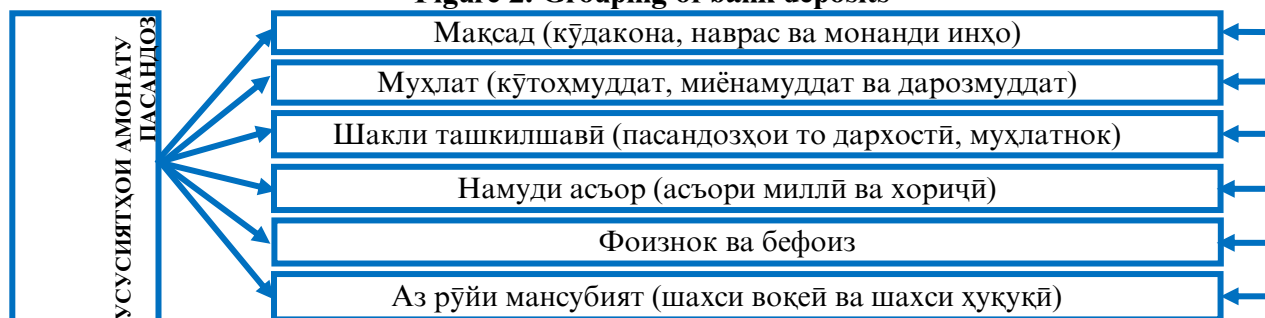 Figure 2. Grouping of bank deposits
УСУСИЯТҲОИ АМОНАТУ
ПАСАНДОЗ
Мақсад (кӯдакона, наврас ва монанди инҳо)
Муҳлат (кӯтоҳмуддат, миёнамуддат ва дарозмуддат)
Шакли ташкилшавӣ (пасандозҳои то дархостӣ, муҳлатнок)
Намуди асъор (асъори миллӣ ва хориҷӣ)
Фоизнок ва бефоиз
Аз рӯйи мансубият (шахси воқеӣ ва шахси ҳуқуқӣ)